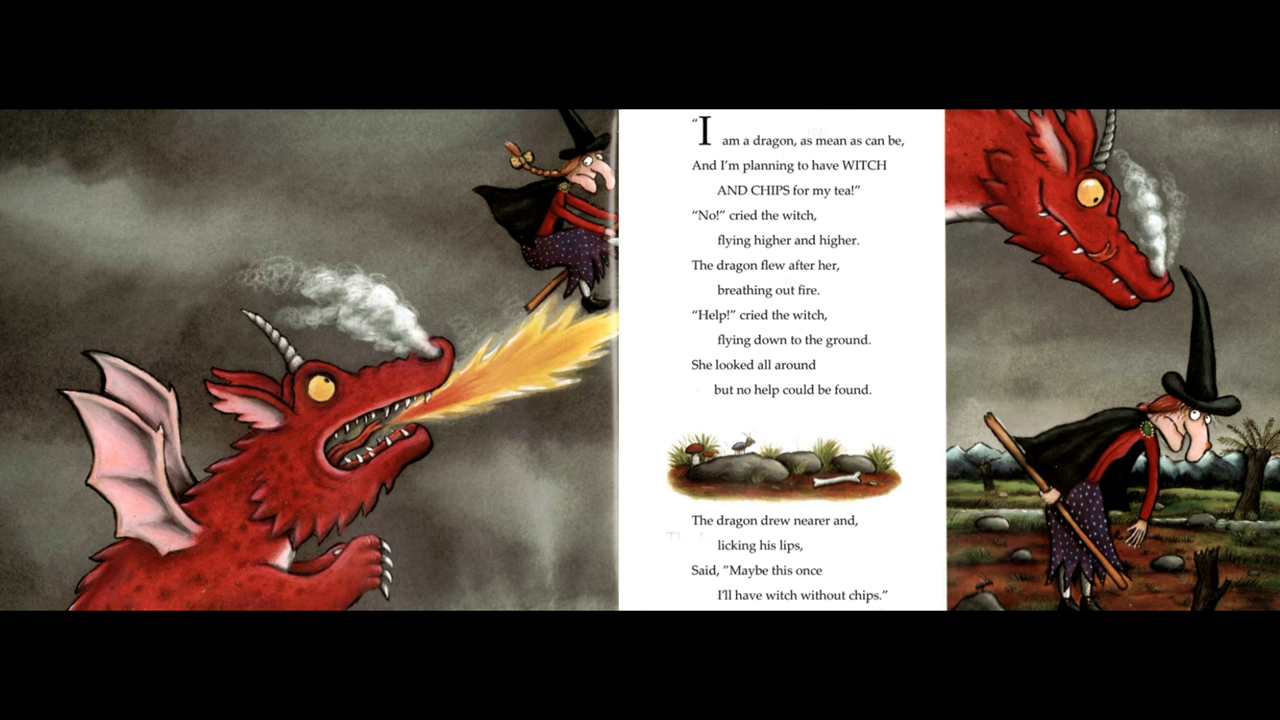 “I am a dragon, as mean as can be,
And I’m planning to have WITCH
AND CHIPS for my tea!”
“No!” cried the witch,
flying higher and higher.
The dragon flew after her,
breathing out fire.
“Help!” cried the witch,
flying down to the ground.
She looked all around
but no help could be found.
The dragon drew nearer and,
licking his lips,
Said, ”Maybe this once
I’ll have witch without chips.”